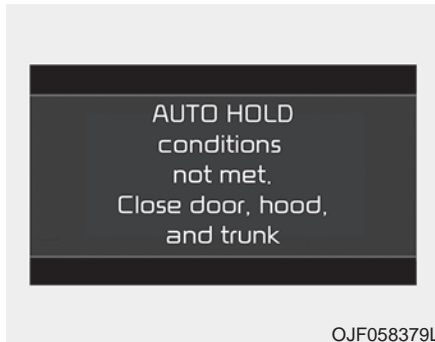 AUTO HOLD
conditions
not met.
Close door, hood,
and trunk
OJF058379L